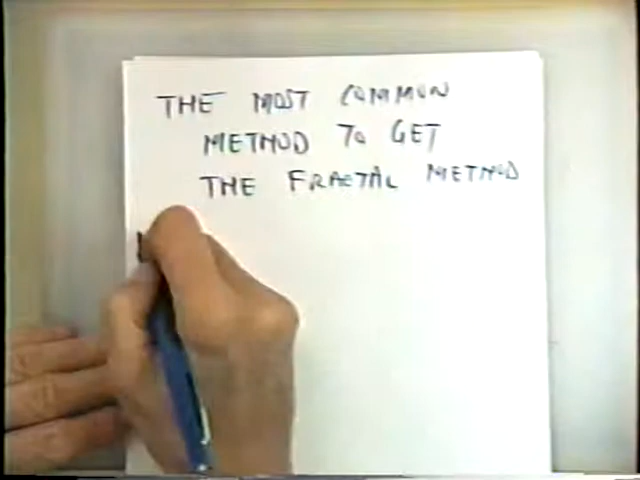 THE MOST COMMON
METHOD TO GET
THE FRACTAL METHOD